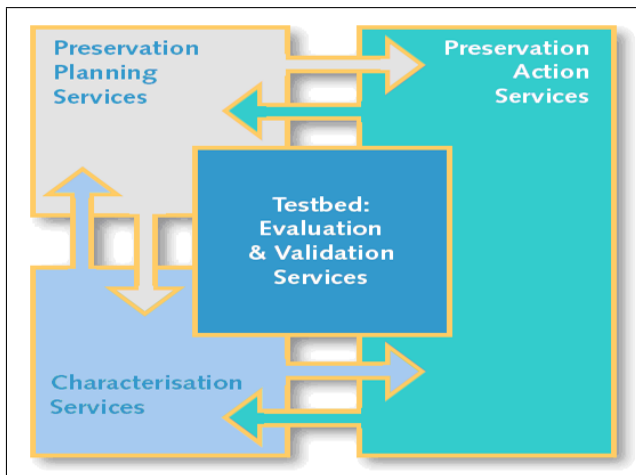 Preservation
Planning
Services
Preservation
Action
Services
Testbed:
Evaluation
& Validation
Services
Characterisation
Services